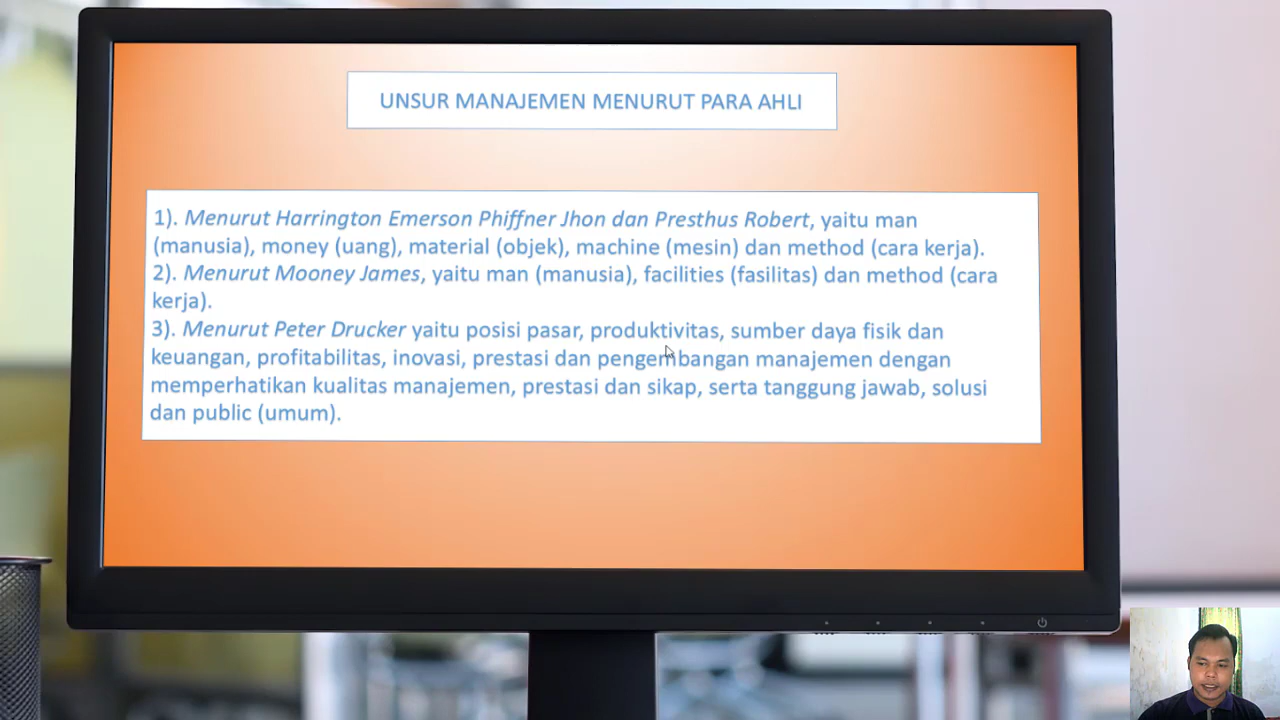 UNSUR MANAJEMEN MENURUT PARA AHLI
1). Menurut Harrington Emerson Phiffner Jhon dan Presthus Robert, yaitu man
(manusia), money (uang), material (objek), machine (mesin) dan method (cara kerja).
2). Menurut Mooney James, yaitu man (manusia), facilities (fasilitas) dan method (cara
kerja).
3). Menurut Peter Drucker yaitu posisi pasar, produktivitas, sumber daya fisik dan
keuangan, profitabilitas, inovasi, prestasi dan pengembangan manajemen dengan
memperhatikan kualitas manajemen, prestasi dan sikap, serta tanggung jawab, solusi
dan public (umum).